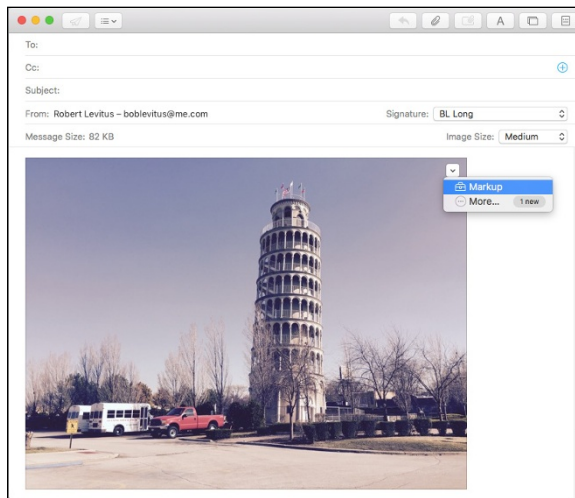 A
To:
Cc:
Subject:
From: Robert Levitus – boblevitus@me.com Signature: BL Long
Message Size: 82 KB Image Size: Medium
Markup
More... 1 new